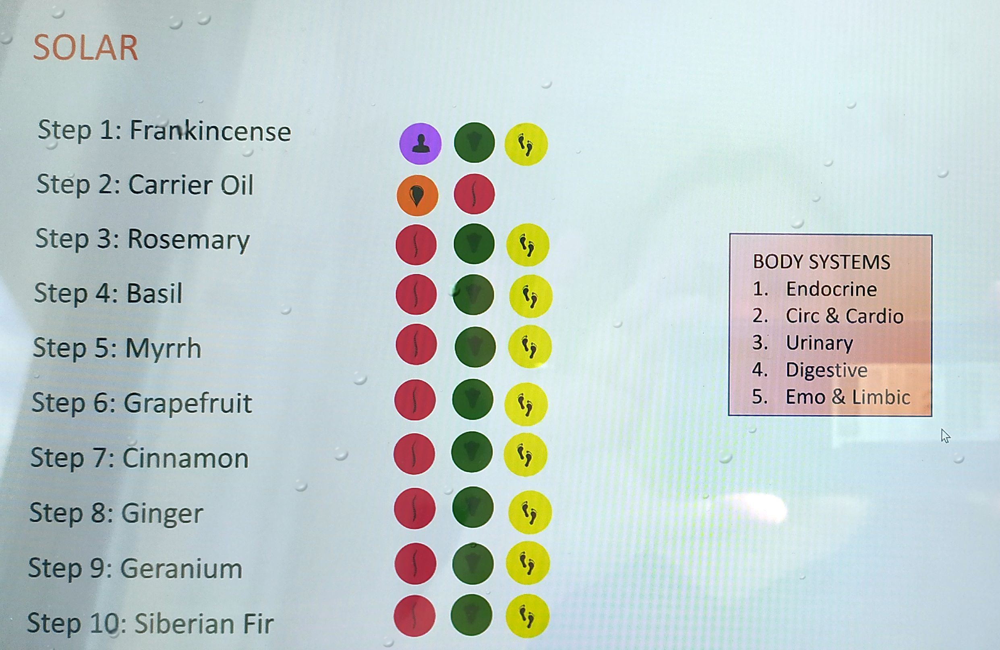 SOLAR
Step 1: Frankincense
Step 2: Carrier Oil
Step 3: Rosemary
Step 4: Basil
Step 5: Myrrh
Step 6: Grapefruit
Step 7: Cinnamon
Step 8: Ginger
Step 9: Geranium
Step 10: Siberian Fir
BODY SYSTEMS
1. Endocrine
2. Circ & Cardio
3. Urinary
4. Digestive
5. Emo & Limbic